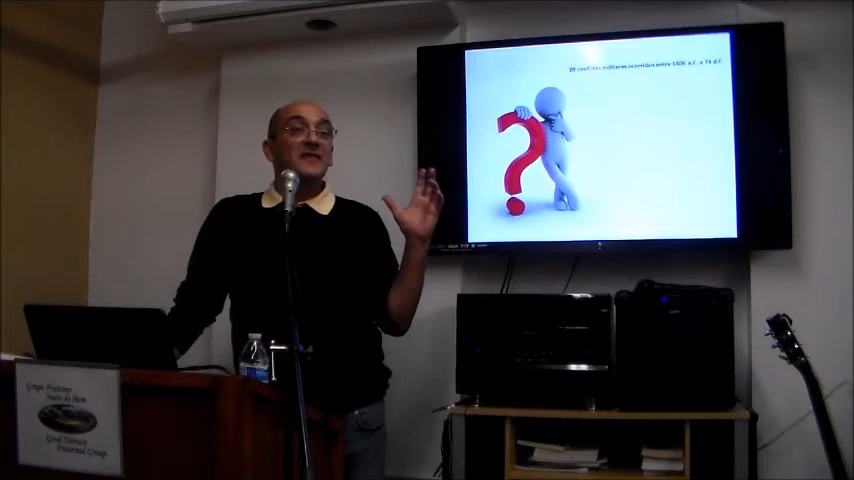 20 conflitos militares ocorridos entre 1406 a.C. a 74 d.C
Grupo Fraterno
Seara do Bem
Good Harvest
Fraternal Group